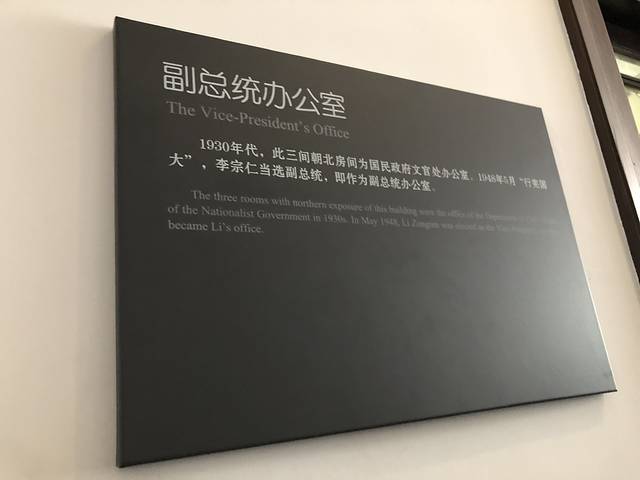 副总统办公室
The Vice-President's Office
1930年代，此三间朝北房间为国民政府文官处办公室。1948年5月“行宪国
大”，李宗仁当选副总统，即作为副总统办公室。
The three rooms with northern exposure of this building were the office of the Department of
of the Nationalist Government in 1930s. In May 1948, Li Zongren was elected as the Vice-President
became Li's office.